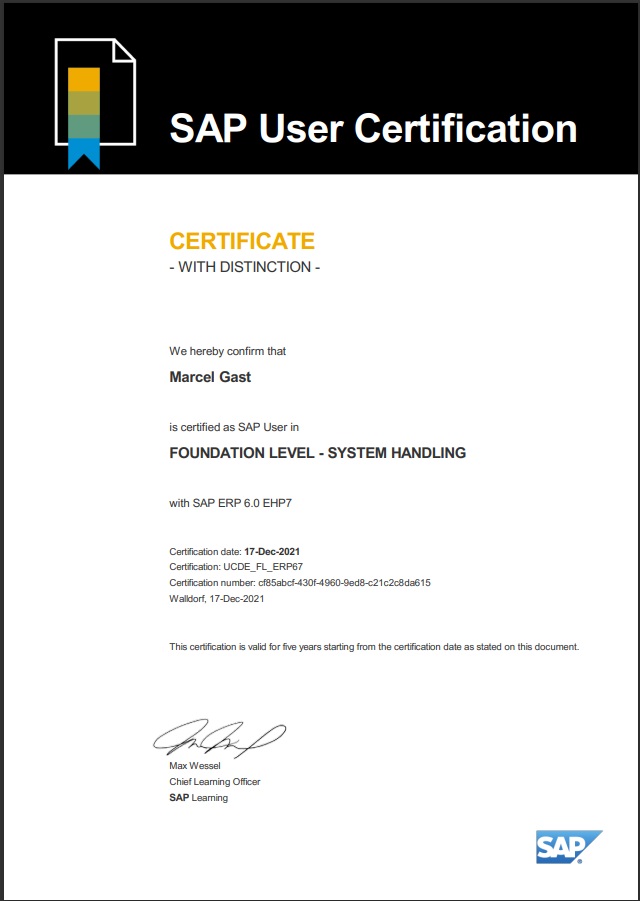 SAP User Certification
CERTIFICATE
- WITH DISTINCTION -
We hereby confirm that
Marcel Gast
is certified as SAP User in
FOUNDATION LEVEL - SYSTEM HANDLING
with SAP ERP 6.0 EHP7
Certification date: 17-Dec-2021
Certification: UCDE_FL_ERP67
Certification number: cf85abcf-430f-4960-9ed8-c21c2c8da615
Walldorf, 17-Dec-2021
This certification is valid for five years starting from the certification date as stated on this document.
Max Wessel
Chief Learning Officer
SAP Learning
SAP®